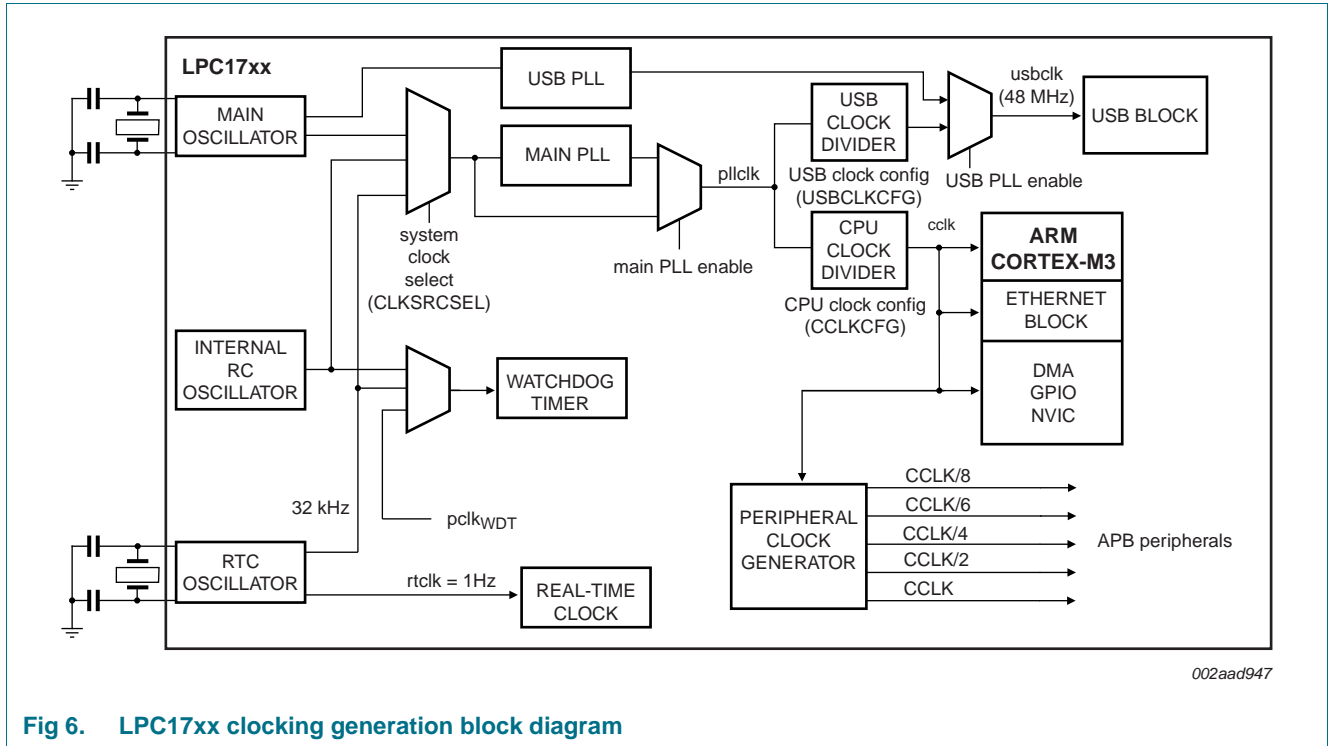 LPC17xx
MAIN
OSCILLATOR
USB PLL
MAIN PLL
system
clock
select
(CLKSRCSEL)
main PLL enable
pllclk
USB
CLOCK
DIVIDER
USB clock config
(USBCLKCFG)
usbclk
(48 MHz)
USB PLL enable
USB BLOCK
CPU
CLOCK
DIVIDER
CPU clock config
(CCLKCFG)
cclk
ARM
CORTEX-M3
ETHERNET
BLOCK
DMA
GPIO
NVIC
INTERNAL
RC
OSCILLATOR
WATCHDOG
TIMER
32 kHz
pclkWDT
RTC
OSCILLATOR
rtclk = 1Hz
REAL-TIME
CLOCK
PERIPHERAL
CLOCK
GENERATOR
CCLK/8
CCLK/6
CCLK/4
CCLK/2
CCLK
APB peripherals
002aad947
Fig 6. LPC17xx clocking generation block diagram